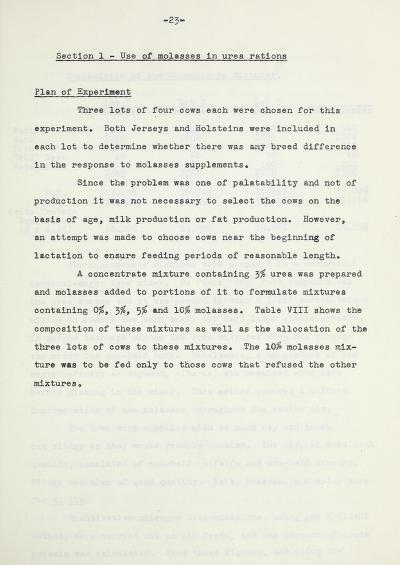 -23-
Section 1 - Use of molasses in urea rations
Plan of Experiment
Three lots of four cows each were chosen for this
experiment. Both Jerseys and Holsteins were included in
each lot to determine whether there was any breed difference
in the response to molasses supplements.
Since the problem was one of palatability and not of
production it was not necessary to select the cows on the
basis of age, milk production or fat production. However,
an attempt was made to choose cows near the beginning of
lactation to ensure feeding periods of reasonable length.
A concentrate mixture containing 3% urea was prepared
and molasses added to portions of it to formulate mixtures
containing 0%, 3%, 5% and 10% molasses. Table VIII shows the
composition of these mixtures as well as the allocation of the
three lots of cows to these mixtures. The 10% molasses mix-
ture was to be fed only to those cows that refused the other
mixtures.